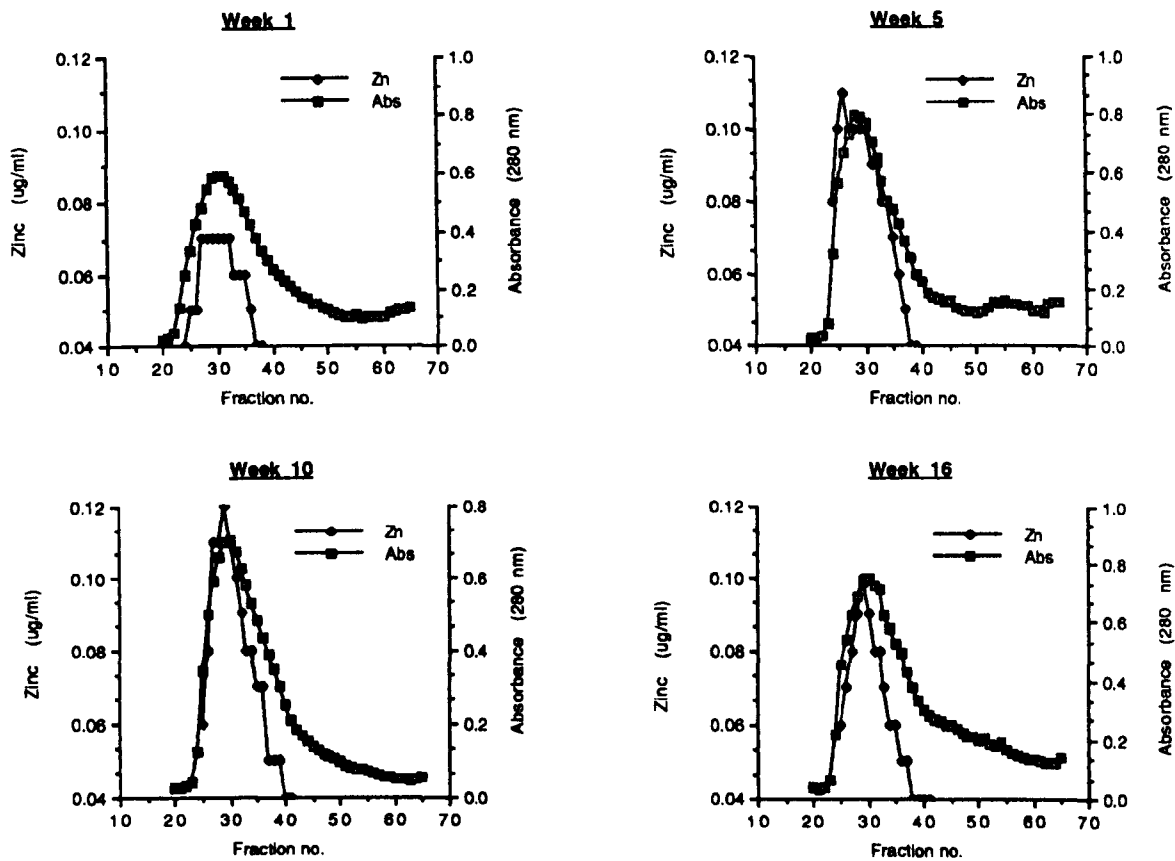 Week 1
Zinc (ug/ml)
0.12
0.10
0.08
0.06
0.04
Zn
Abs
1.0
0.8
0.6
0.4
0.2
0.0
Absorbance (280 nm)
10 20 30 40 50 60 70
Fraction no.
Week 5
Zinc (ug/ml)
0.12
0.10
0.08
0.06
0.04
Zn
Abs
1.0
0.8
0.6
0.4
0.2
0.0
Absorbance (280 nm)
10 20 30 40 50 60 70
Fraction no.
Week 10
Zinc (ug/ml)
0.12
0.10
0.08
0.06
0.04
Zn
Abs
0.8
0.6
0.4
0.2
0.0
Absorbance (280 nm)
10 20 30 40 50 60 70
Fraction no.
Week 16
Zinc (ug/ml)
0.12
0.10
0.08
0.06
0.04
Zn
Abs
1.0
0.8
0.6
0.4
0.2
0.0
Absorbance (280 nm)
10 20 30 40 50 60 70
Fraction no.